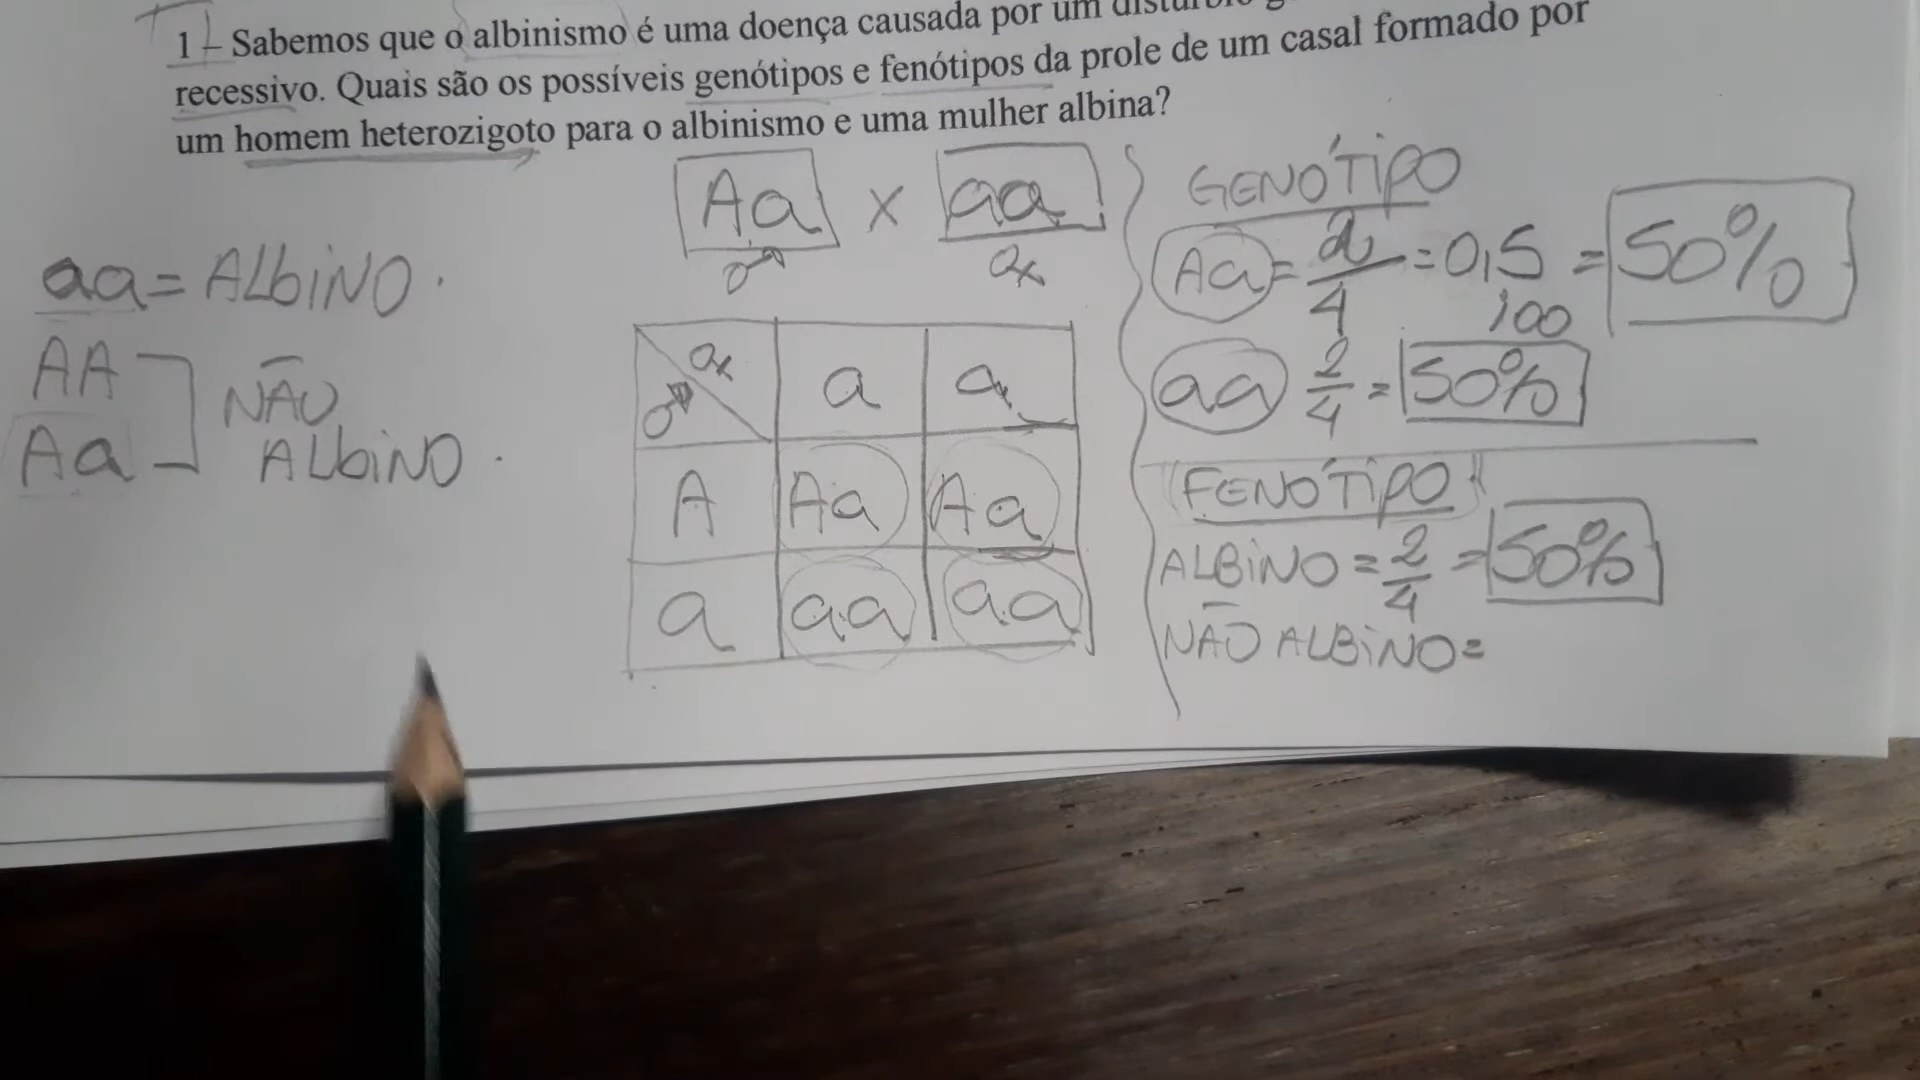 1 – Sabemos que o albinismo é uma doença causada por um
recessivo. Quais são os possíveis genótipos e fenótipos da prole de um casal formado por
um homem heterozigoto para o albinismo e uma mulher albina?
Aa x aa
♂ ♀
aa = ALBINO.
AA
Aa
NÃO
ALBINO.
♂ ♀ a a
A Aa Aa
a aa aa
GENÓTIPO
Aa = 2/4 = 0,5 = 50%
100
aa 2/4 = 50%
FENÓTIPO
ALBINO = 2/4 = 50%
NÃO ALBINO =